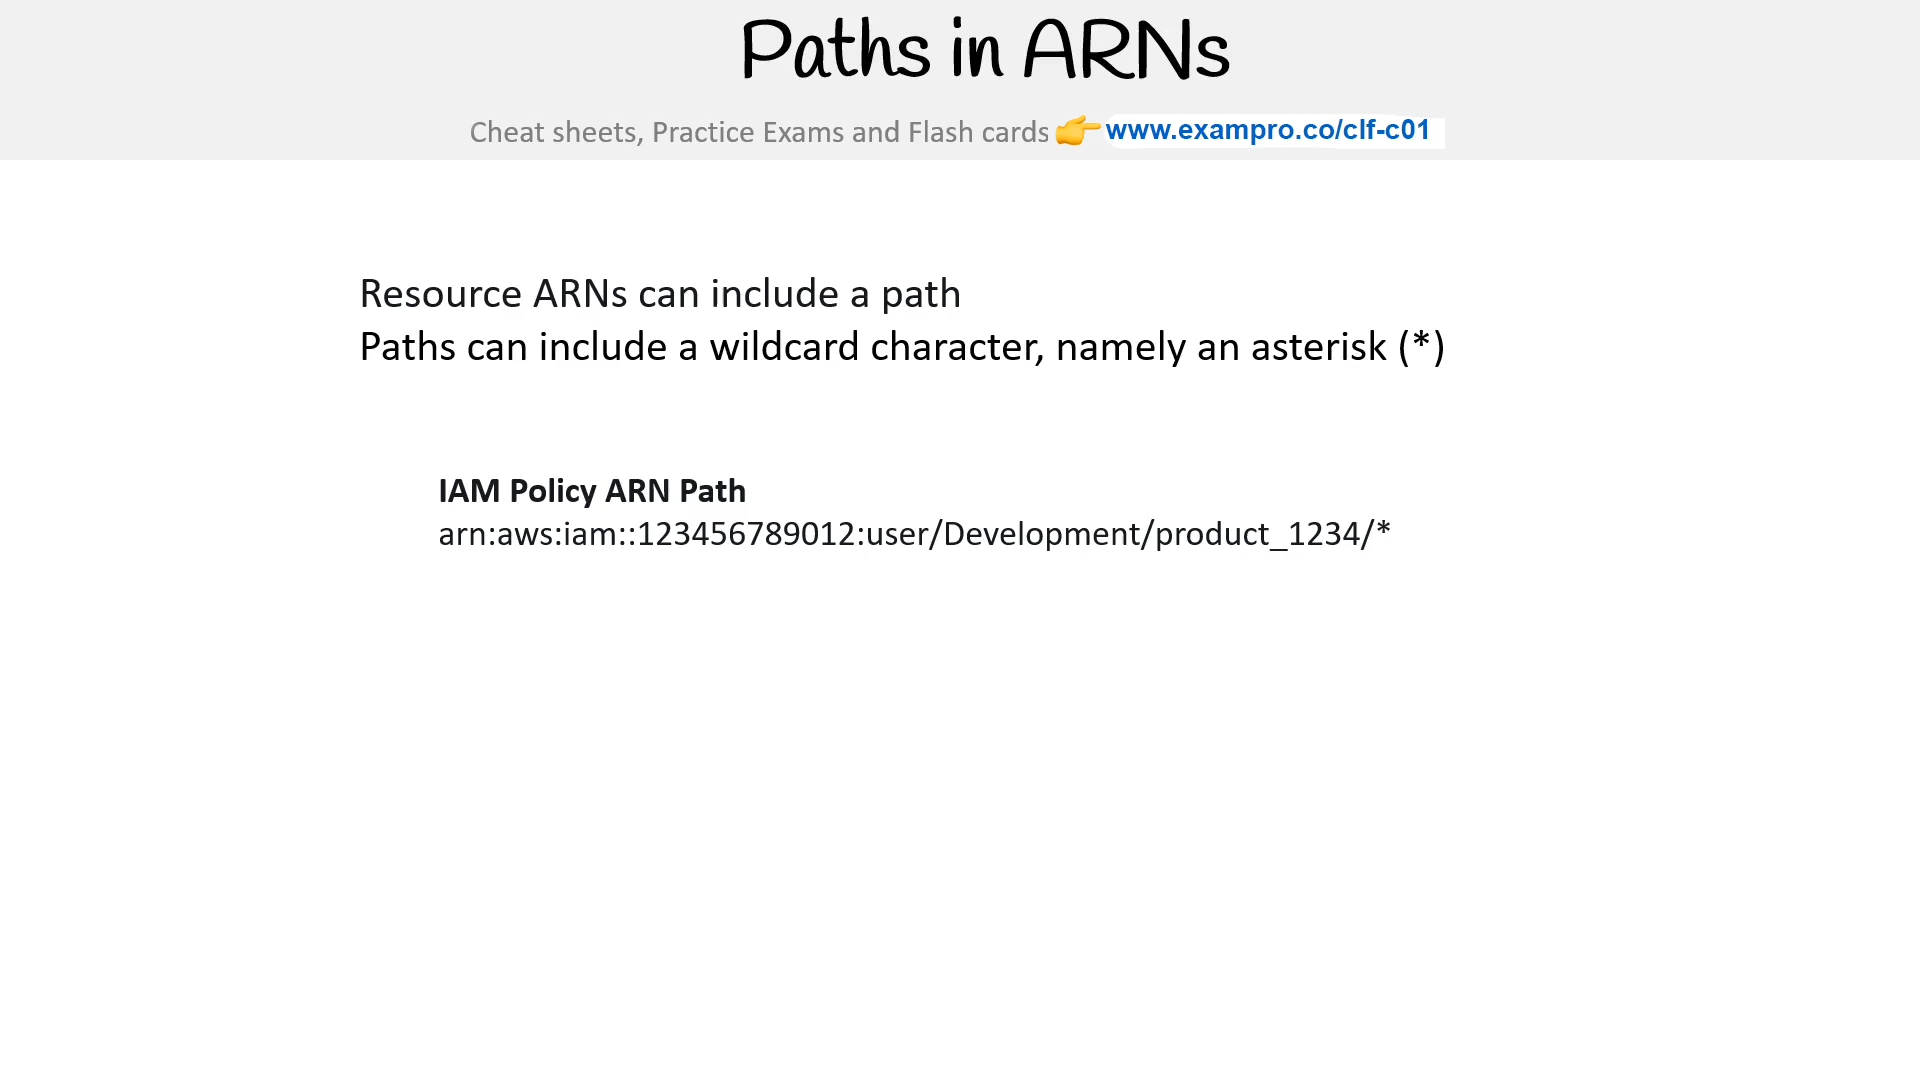 Paths in ARNs
Cheat sheets, Practice Exams and Flash cards 👉 www.exampro.co/clf-c01
Resource ARNs can include a path
Paths can include a wildcard character, namely an asterisk (*)
IAM Policy ARN Path
arn:aws:iam::123456789012:user/Development/product_1234/*